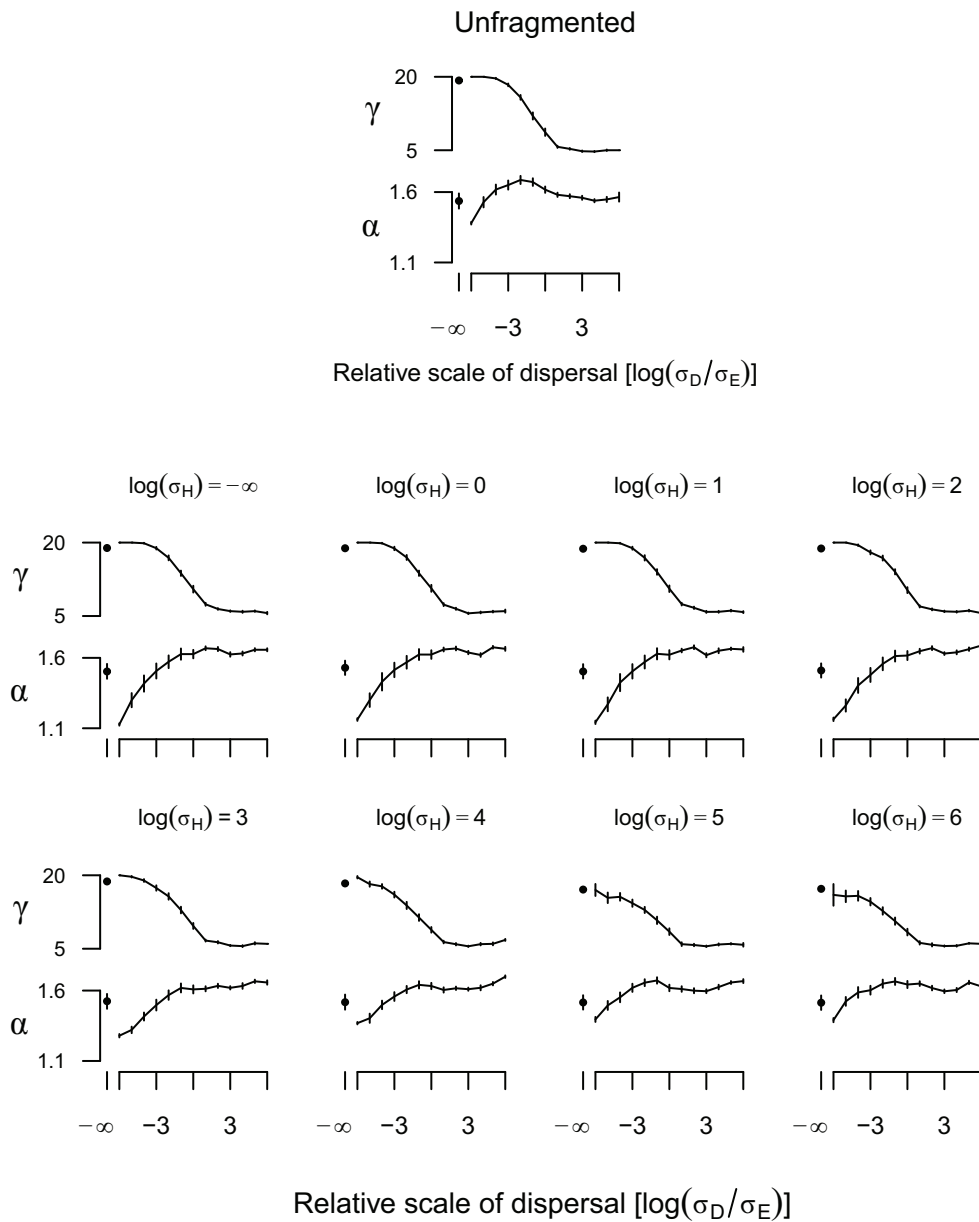 Unfragmented
20
γ
5
1.6
α
1.1
−∞ −3 3
Relative scale of dispersal [log(σD/σE)]
log(σH) = −∞ log(σH) = 0 log(σH) = 1 log(σH) = 2
20
γ
5
1.6
α
1.1
log(σH) = 3 log(σH) = 4 log(σH) = 5 log(σH) = 6
20
γ
5
1.6
α
1.1
−∞ −3 3 −∞ −3 3 −∞ −3 3 −∞ −3 3
Relative scale of dispersal [log(σD/σE)]